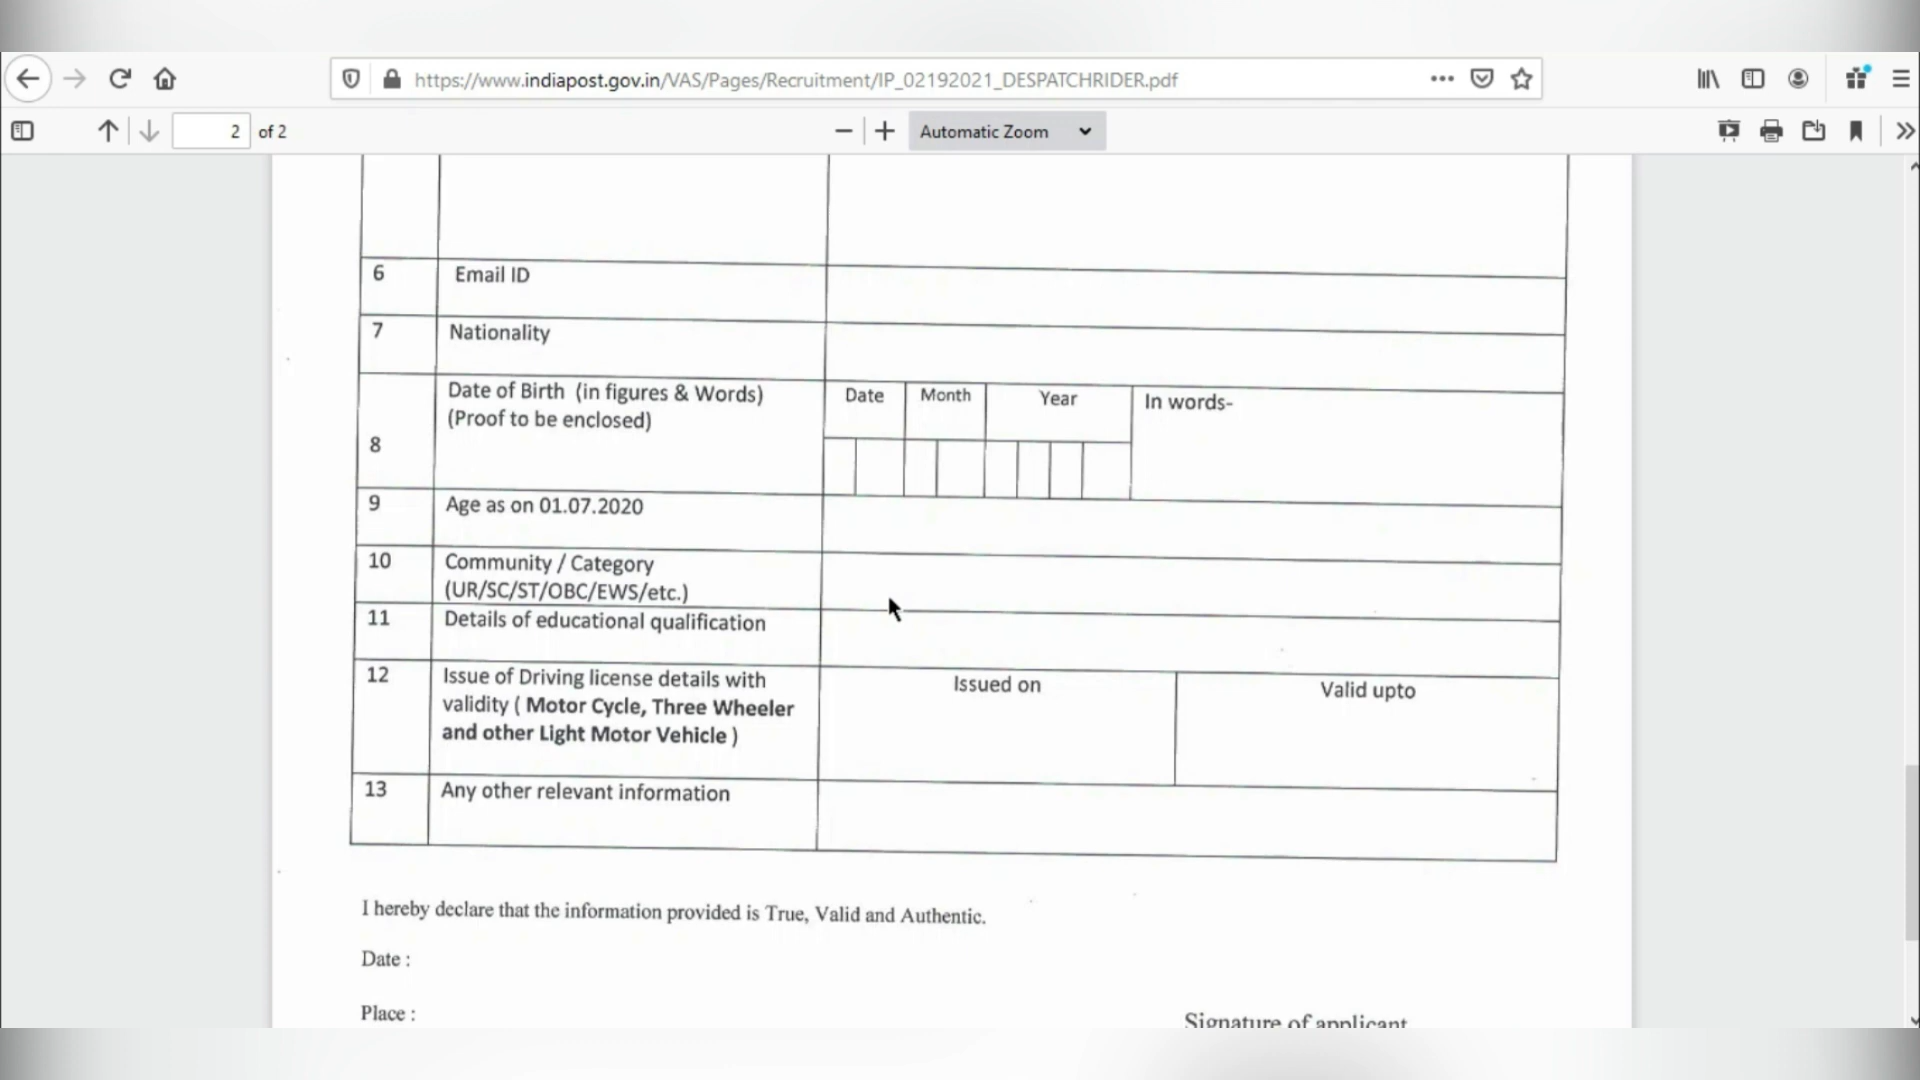 https://www.indiapost.gov.in/VAS/Pages/Recruitment/IP_02192021_DESPATCHRIDER.pdf
2 of 2
Automatic Zoom
6 Email ID
7 Nationality
8 Date of Birth (in figures & Words)
(Proof to be enclosed)
Date Month Year In words-
9 Age as on 01.07.2020
10 Community / Category
(UR/SC/ST/OBC/EWS/etc.)
11 Details of educational qualification
12 Issue of Driving license details with
validity ( Motor Cycle, Three Wheeler
and other Light Motor Vehicle )
Issued on Valid upto
13 Any other relevant information
I hereby declare that the information provided is True, Valid and Authentic.
Date :
Place :
Signature of applicant